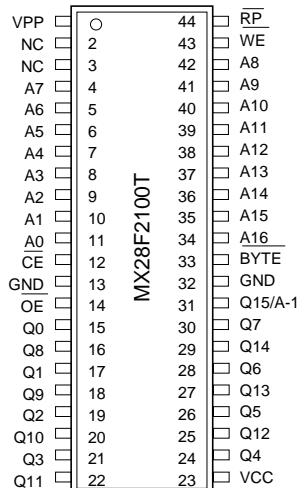 VPP 44 RP
NC 2 43 WE
NC 3 42 A8
A7 4 41 A9
A6 5 40 A10
A5 6 39 A11
A4 7 38 A12
A3 8 37 A13
A2 9 36 A14
A1 10 35 A15
A0 11 34 A16
CE 12 33 BYTE
GND 13 32 GND
OE 14 31 Q15/A-1
Q0 15 30 Q7
Q8 16 29 Q14
Q1 17 28 Q6
Q9 18 27 Q13
Q2 19 26 Q5
Q10 20 25 Q12
Q3 21 24 Q4
Q11 22 23 VCC
MX28F2100T